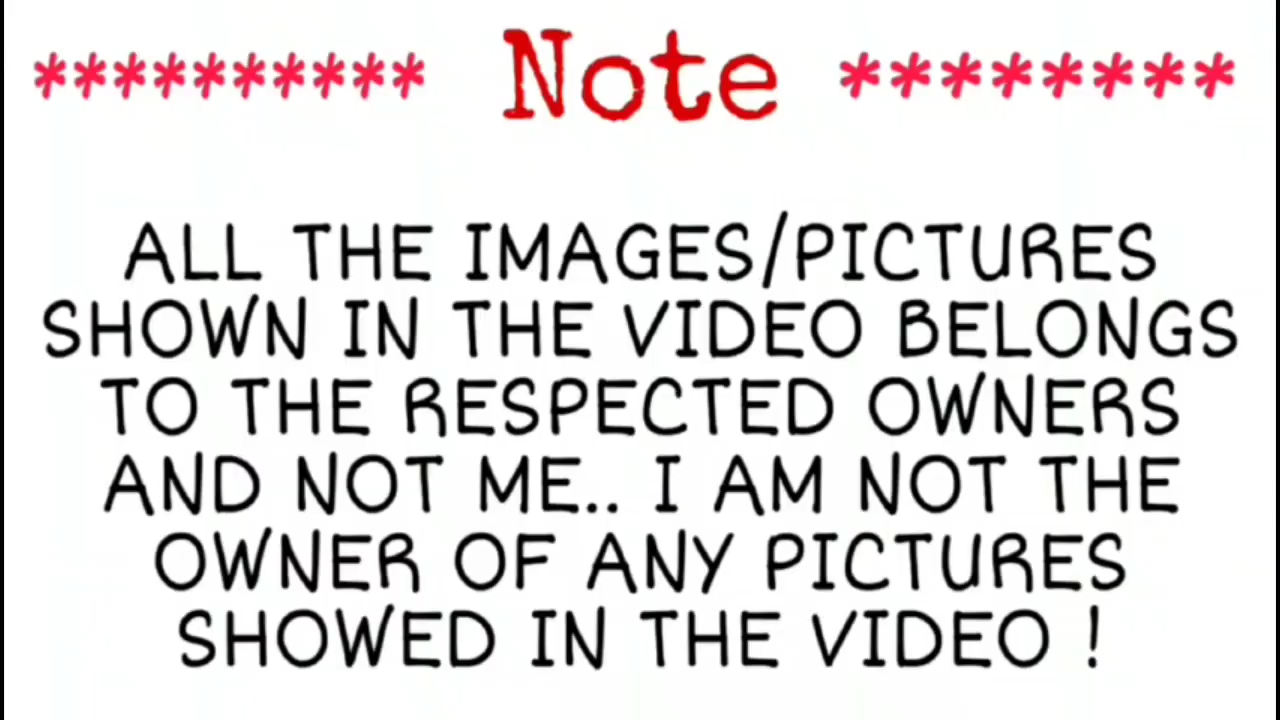 ********** Note ********
ALL THE IMAGES/PICTURES
SHOWN IN THE VIDEO BELONGS
TO THE RESPECTED OWNERS
AND NOT ME.. I AM NOT THE
OWNER OF ANY PICTURES
SHOWED IN THE VIDEO !